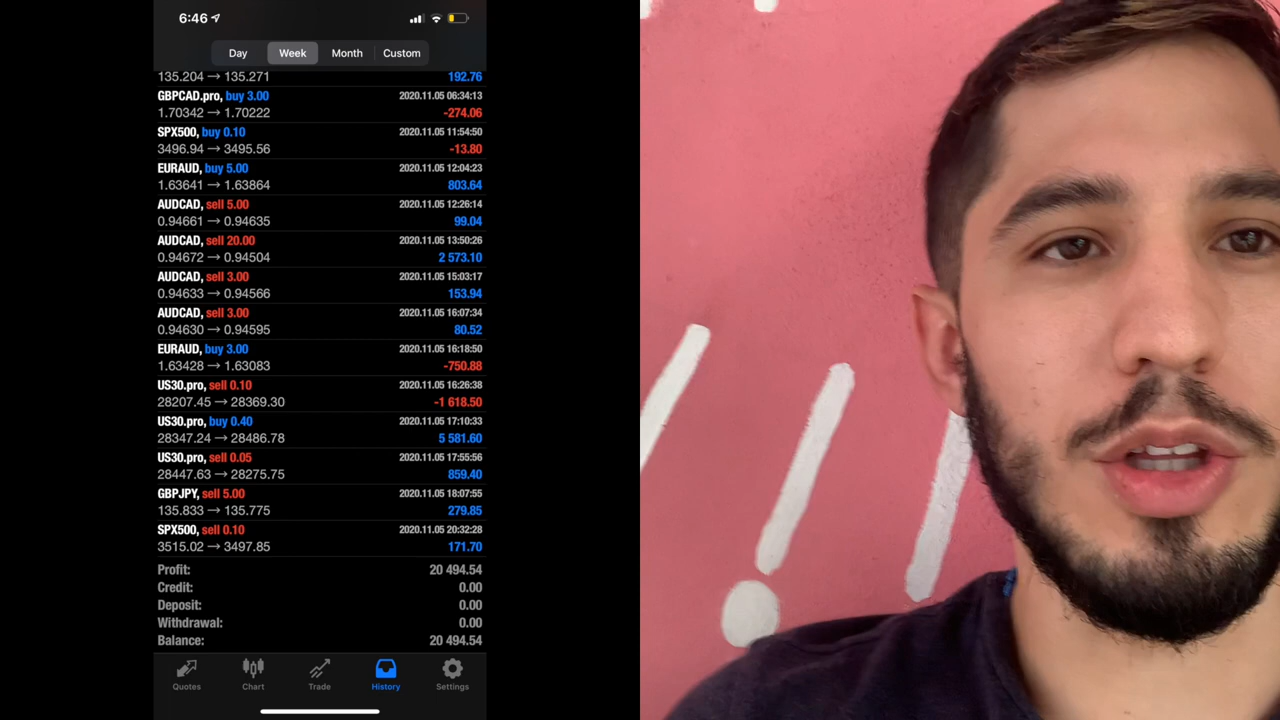 6:46
Day Week Month Custom
135.204 → 135.271 192.76
GBPCAD.pro, buy 3.00 2020.11.05 06:34:13
1.70342 → 1.70222 -274.06
SPX500, buy 0.10 2020.11.05 11:54:50
3496.94 → 3495.56 -13.80
EURAUD, buy 5.00 2020.11.05 12:04:23
1.63641 → 1.63864 803.64
AUDCAD, sell 5.00 2020.11.05 12:26:14
0.94661 → 0.94635 99.04
AUDCAD, sell 20.00 2020.11.05 13:50:26
0.94672 → 0.94504 2 573.10
AUDCAD, sell 3.00 2020.11.05 15:03:17
0.94633 → 0.94566 153.94
AUDCAD, sell 3.00 2020.11.05 16:07:34
0.94630 → 0.94595 80.52
EURAUD, buy 3.00 2020.11.05 16:18:50
1.63428 → 1.63083 -750.88
US30.pro, sell 0.10 2020.11.05 16:26:38
28207.45 → 28369.30 -1 618.50
US30.pro, buy 0.40 2020.11.05 17:10:33
28347.24 → 28486.78 5 581.60
US30.pro, sell 0.05 2020.11.05 17:55:56
28447.63 → 28275.75 859.40
GBPJPY, sell 5.00 2020.11.05 18:07:55
135.833 → 135.775 279.85
SPX500, sell 0.10 2020.11.05 20:32:28
3515.02 → 3497.85 171.70
Profit: 20 494.54
Credit: 0.00
Deposit: 0.00
Withdrawal: 0.00
Balance: 20 494.54
Quotes Chart Trade History Settings